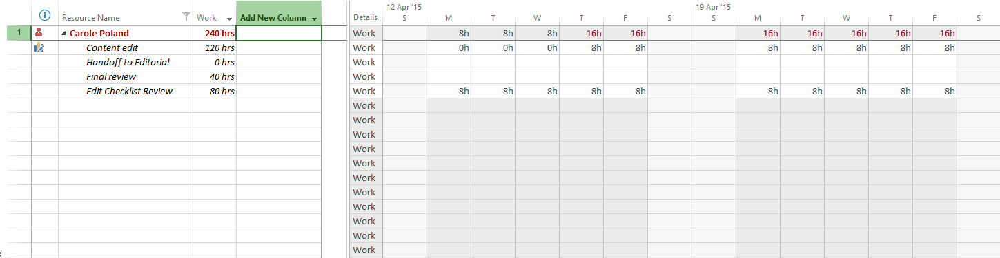 12 Apr '15 19 Apr '15
Resource Name Work Add New Column Details S M T W T F S S M T W T F S
1 Carole Poland 240 hrs Work 8h 8h 8h 16h 16h 16h 16h 16h 16h 16h
Content edit 120 hrs Work 0h 0h 0h 8h 8h 8h 8h 8h 8h 8h
Handoff to Editorial 0 hrs Work
Final review 40 hrs Work
Edit Checklist Review 80 hrs Work 8h 8h 8h 8h 8h 8h 8h 8h 8h 8h
Work
Work
Work
Work
Work
Work
Work
Work
Work
Work
Work